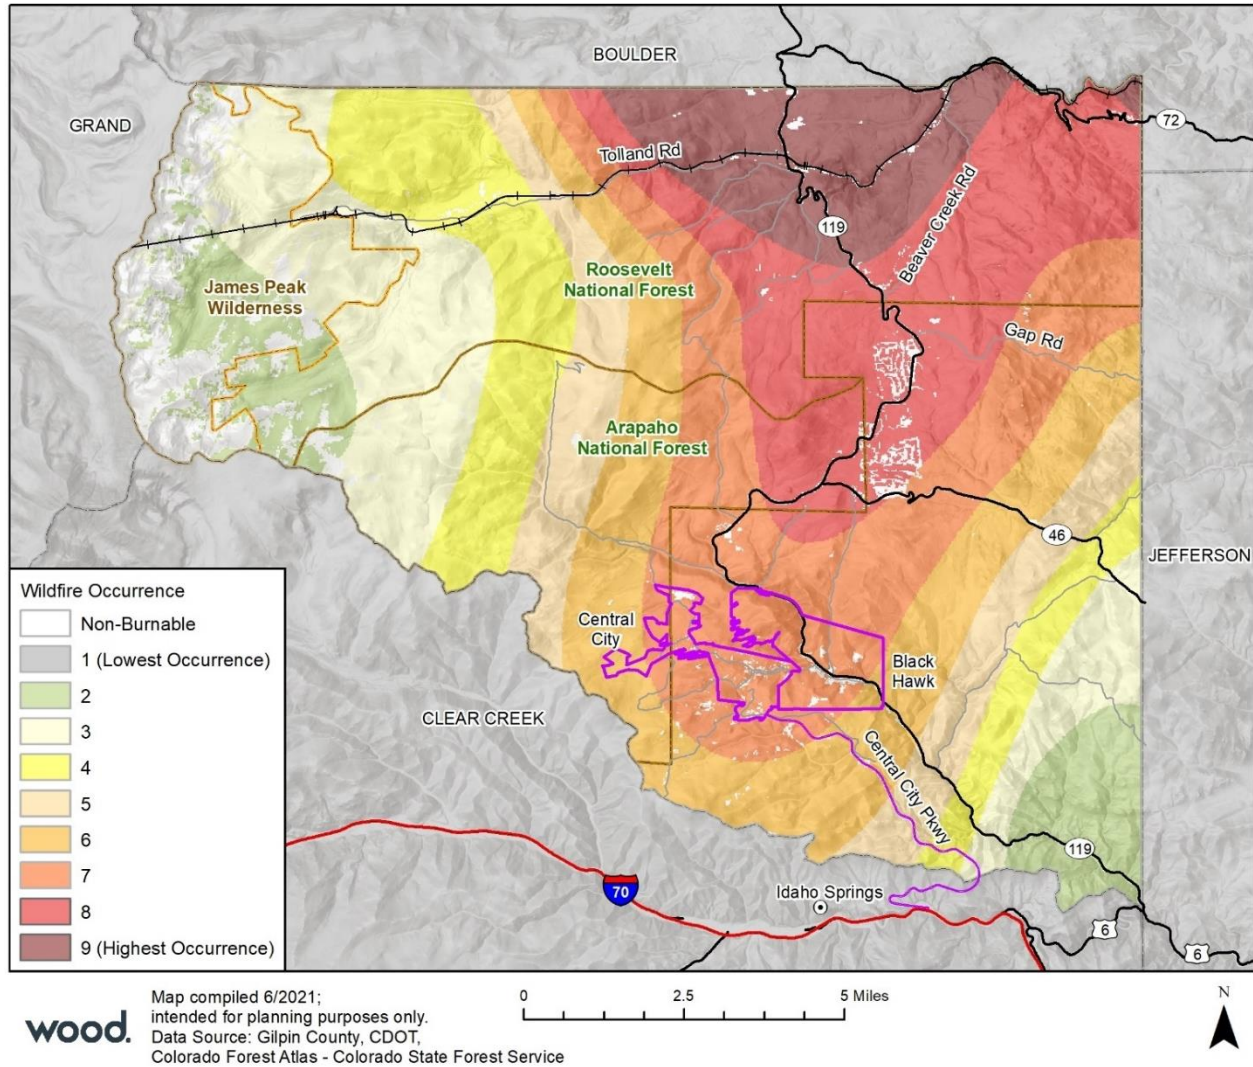 BOULDER
GRAND
72
Tolland Rd
119
Beaver Creek Rd
Roosevelt
National Forest
James Peak
Wilderness
Gap Rd
Arapaho
National Forest
46
JEFFERSON
Wildfire Occurrence
Non-Burnable
1 (Lowest Occurrence)
2
3
4
5
6
7
8
9 (Highest Occurrence)
Central
City
Black
Hawk
CLEAR CREEK
Central City Pkwy
119
70
Idaho Springs
6
6
wood.
Map compiled 6/2021;
intended for planning purposes only.
Data Source: Gilpin County, CDOT,
Colorado Forest Atlas - Colorado State Forest Service
0 2.5 5 Miles
N